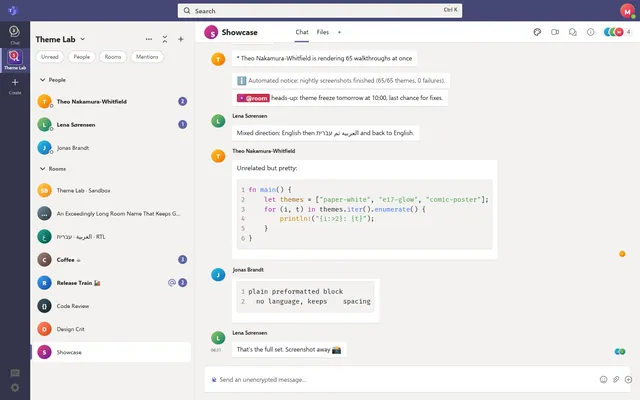 Search
Ctrl K
M
Chat
Theme Lab
Create
Theme Lab
Unread
People
Rooms
Mentions
People
T
Theo Nakamura-Whitfield
2
L
Lena Sørensen
1
J
Jonas Brandt
Rooms
SB
Theme Lab · Sandbox
...
An Exceedingly Long Room Name That Keeps G...
العربية · עברית · RTL
C
Coffee
3
R
Release Train
@
2
{}
Code Review
D
Design Crit
S
Showcase
S
Showcase
Chat
Files
+
4
T
* Theo Nakamura-Whitfield is rendering 65 walkthroughs at once
Automated notice: nightly screenshots finished (65/65 themes, 0 failures).
@room heads-up: theme freeze tomorrow at 10:00, last chance for fixes.
L
Lena Sørensen
Mixed direction: English then العربية ثم עברית and back to English.
T
Theo Nakamura-Whitfield
Unrelated but pretty:
1 fn main() {
2     let themes = ["paper-white", "e17-glow", "comic-poster"];
3     for (i, t) in themes.iter().enumerate() {
4         println!("{i:>2}: {t}");
5     }
6 }
J
Jonas Brandt
1 plain preformatted block
2   no language, keeps    spacing
L
Lena Sørensen
That's the full set. Screenshot away
Send an unencrypted message...